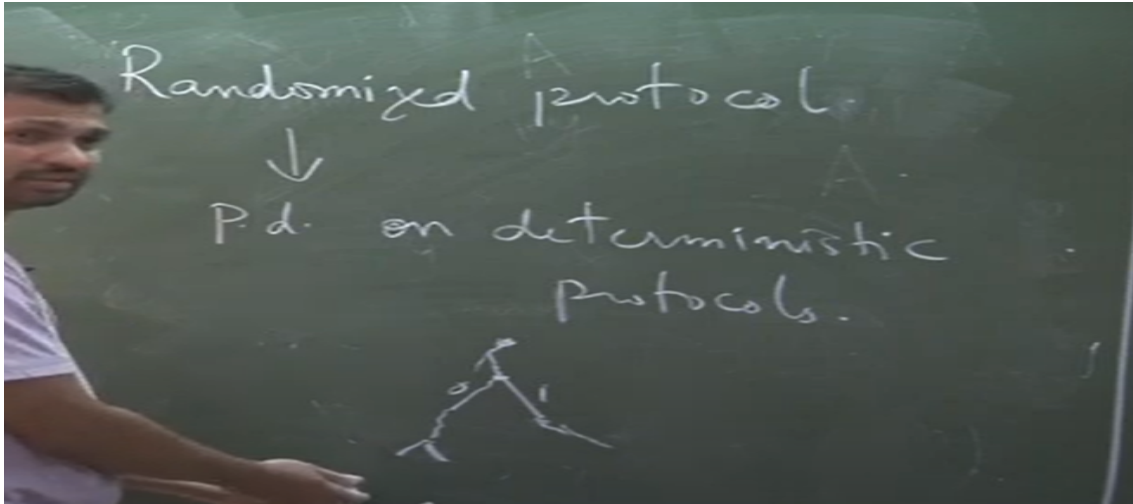 Randomized protocol.
P.d. on deterministic
protocols.
0 1